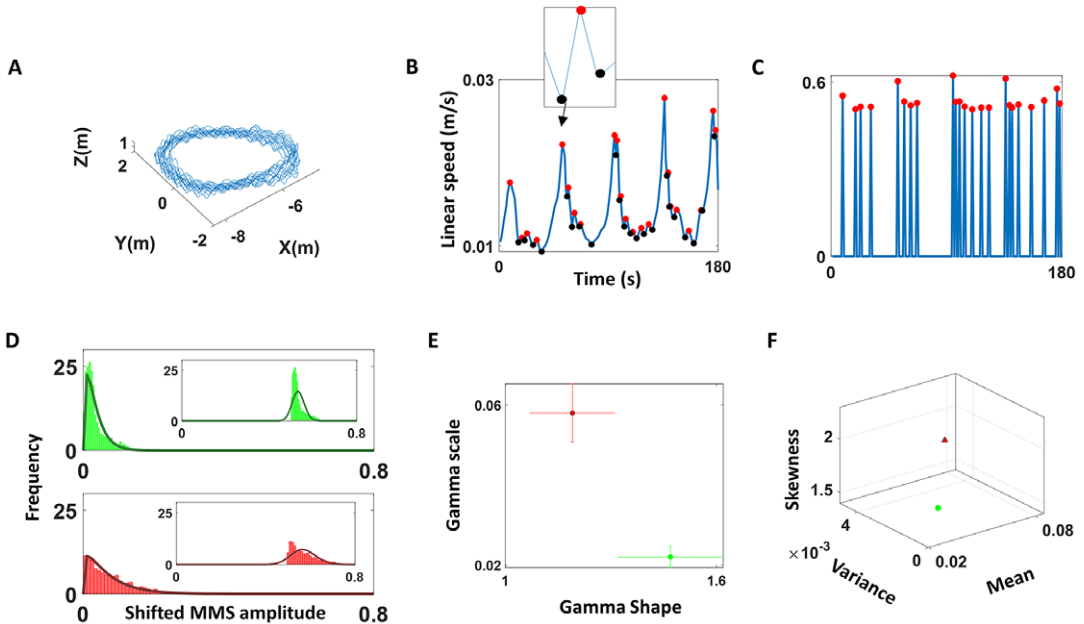 A
Z(m)
1
2
0
-2
Y(m)
-8
-6
X(m)
B
Linear speed (m/s)
0.03
0.01
0
180
Time (s)
C
0.6
0
0
180
D
Frequency
25
0
0
0.8
25
0
0
0.8
25
0
0
0.8
25
0
0
0.8
Shifted MMS amplitude
E
Gamma scale
0.06
0.02
1
1.6
Gamma Shape
F
Skewness
2
1.5
4
×10⁻³
Variance
0
0.02
0.08
Mean